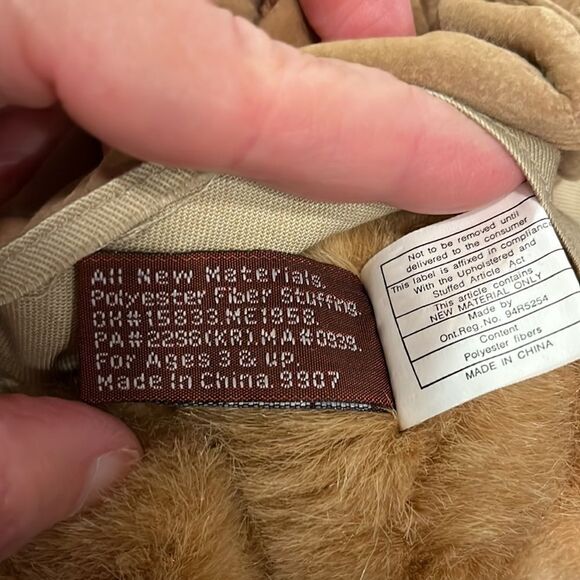 All New Materials.
Polyester Fiber Stuffing.
OH#15883.ME1958.
PA#2256(KR).MA#0939.
For Ages 3 & up.
Made In China. 9907
Not to be removed until
delivered to the consumer
This label is affixed in compliance
With the Upholstered and
Stuffed Article Act
This article contains
NEW MATERIAL ONLY
Made by
Ont.Reg.No. 94R5254
Content
Polyester fibers
MADE IN CHINA